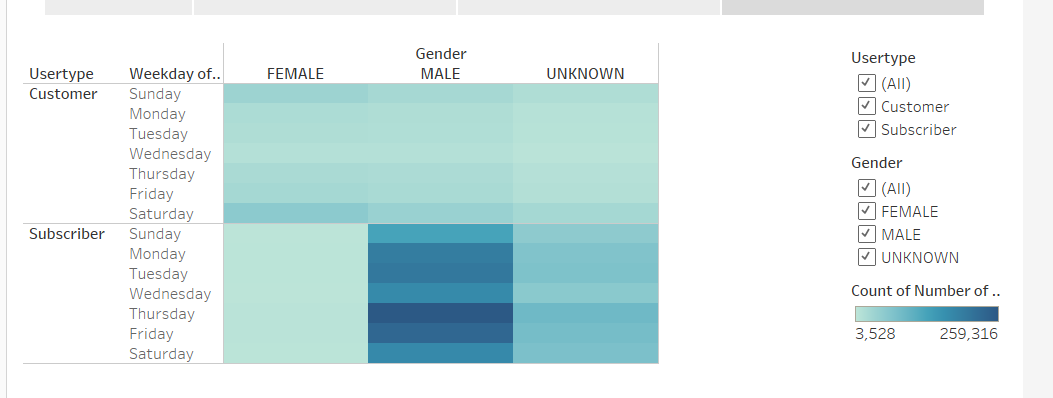 Gender
Usertype Weekday of.. FEMALE MALE UNKNOWN
Customer Sunday
Monday
Tuesday
Wednesday
Thursday
Friday
Saturday
Subscriber Sunday
Monday
Tuesday
Wednesday
Thursday
Friday
Saturday
Usertype
(All)
Customer
Subscriber
Gender
(All)
FEMALE
MALE
UNKNOWN
Count of Number of ..
3,528 259,316